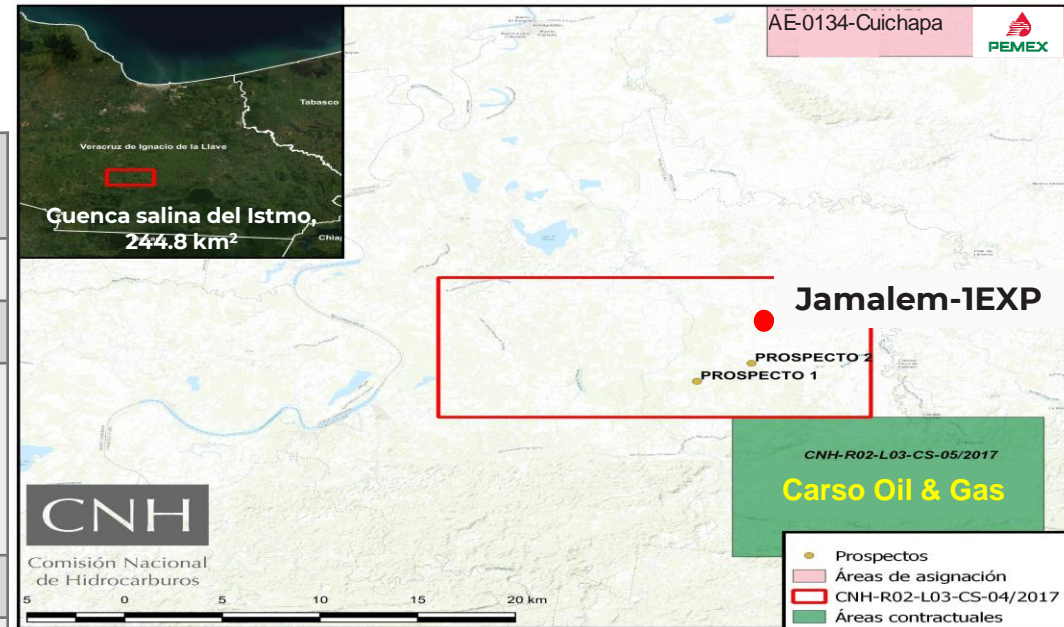 AE-0134-Cuichapa
PEMEX
Tabasco
Veracruz de Ignacio de la Llave
Cuenca salina del Istmo,
244.8 km²
Jamalem-1EXP
PROSPECTO 2
PROSPECTO 1
CNH-R02-L03-CS-05/2017
Carso Oil & Gas
CNH
Comisión Nacional
de Hidrocarburos
5 0 5 10 15 20 km
Prospectos
Áreas de asignación
CNH-R02-L03-CS-04/2017
Áreas contractuales